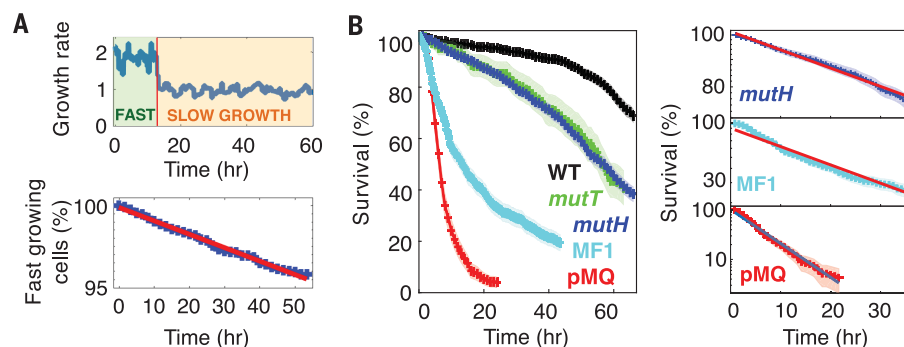 A
Growth rate
2
1
0
FAST
SLOW GROWTH
0 20 40 60
Time (hr)
Fast growing
cells (%)
100
95
0 10 20 30 40 50
Time (hr)
B
Survival (%)
100
80
60
40
20
0
WT
mutT
mutH
MF1
pMQ
0 20 40 60
Time (hr)
Survival (%)
100
80
mutH
100
30
MF1
100
10
pMQ
0 10 20 30
Time (hr)